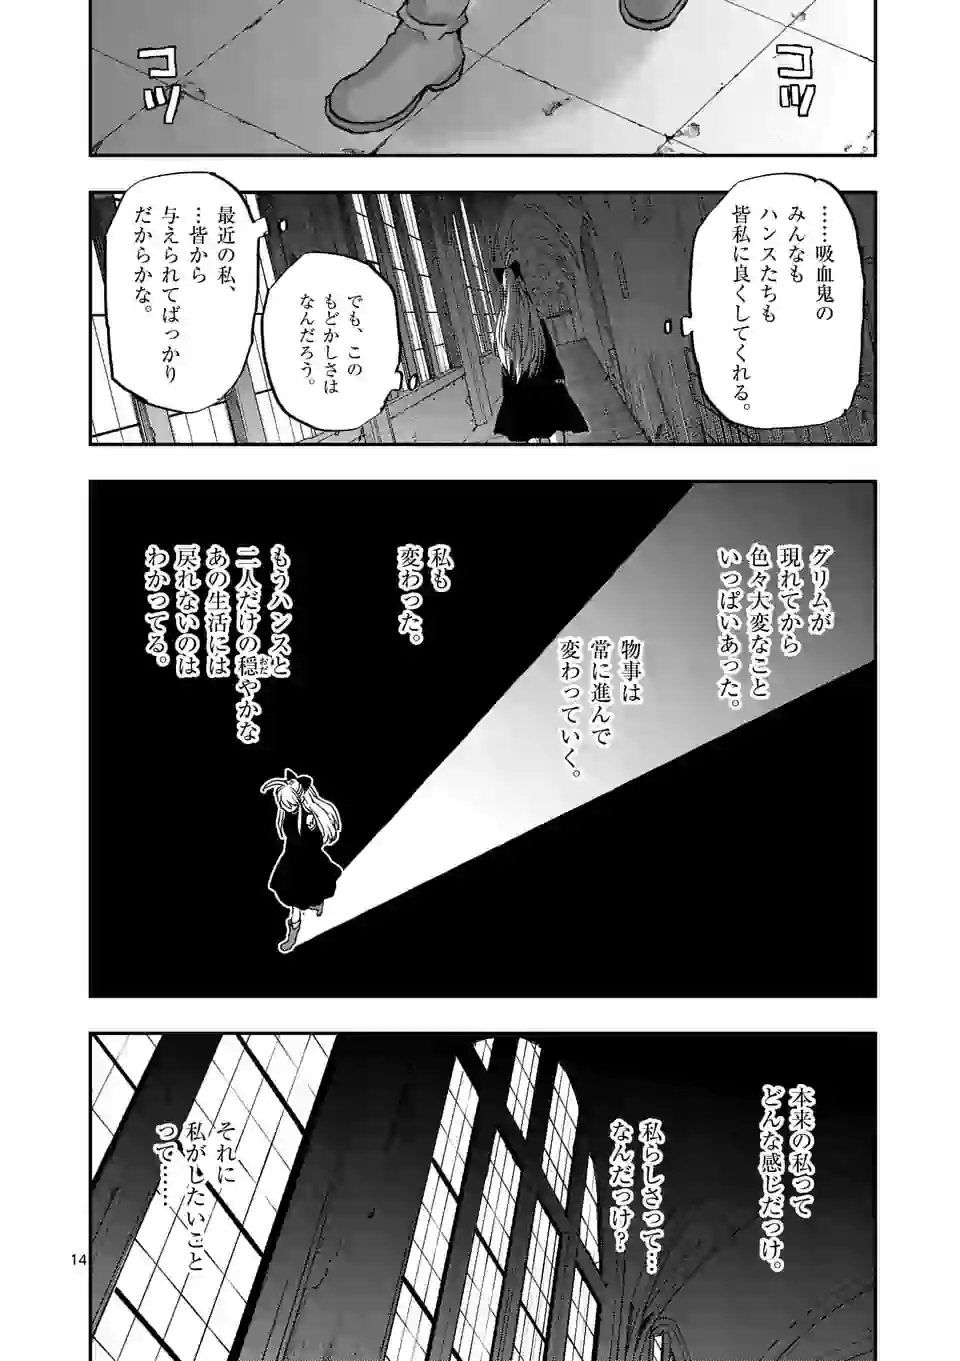 コツ
コツ
……吸血鬼の
みんなも
ハンスたちも
皆私に良くしてくれる。
でも、この
もどかしさは
なんだろう。
最近の私、
…皆から
与えられてばっかり
だからかな。
グリムが
現れてから
色々大変なこと
いっぱいあった。
物事は
常に進んで
変わっていく。
私も
変わった。
もうハンスと
二人だけの穏やかな
おだ
あの生活には
戻れないのは
わかってる。
本来の私って
どんな感じだっけ。
私らしさって…
なんだっけ？
それに
私がしたいこと
って………
14